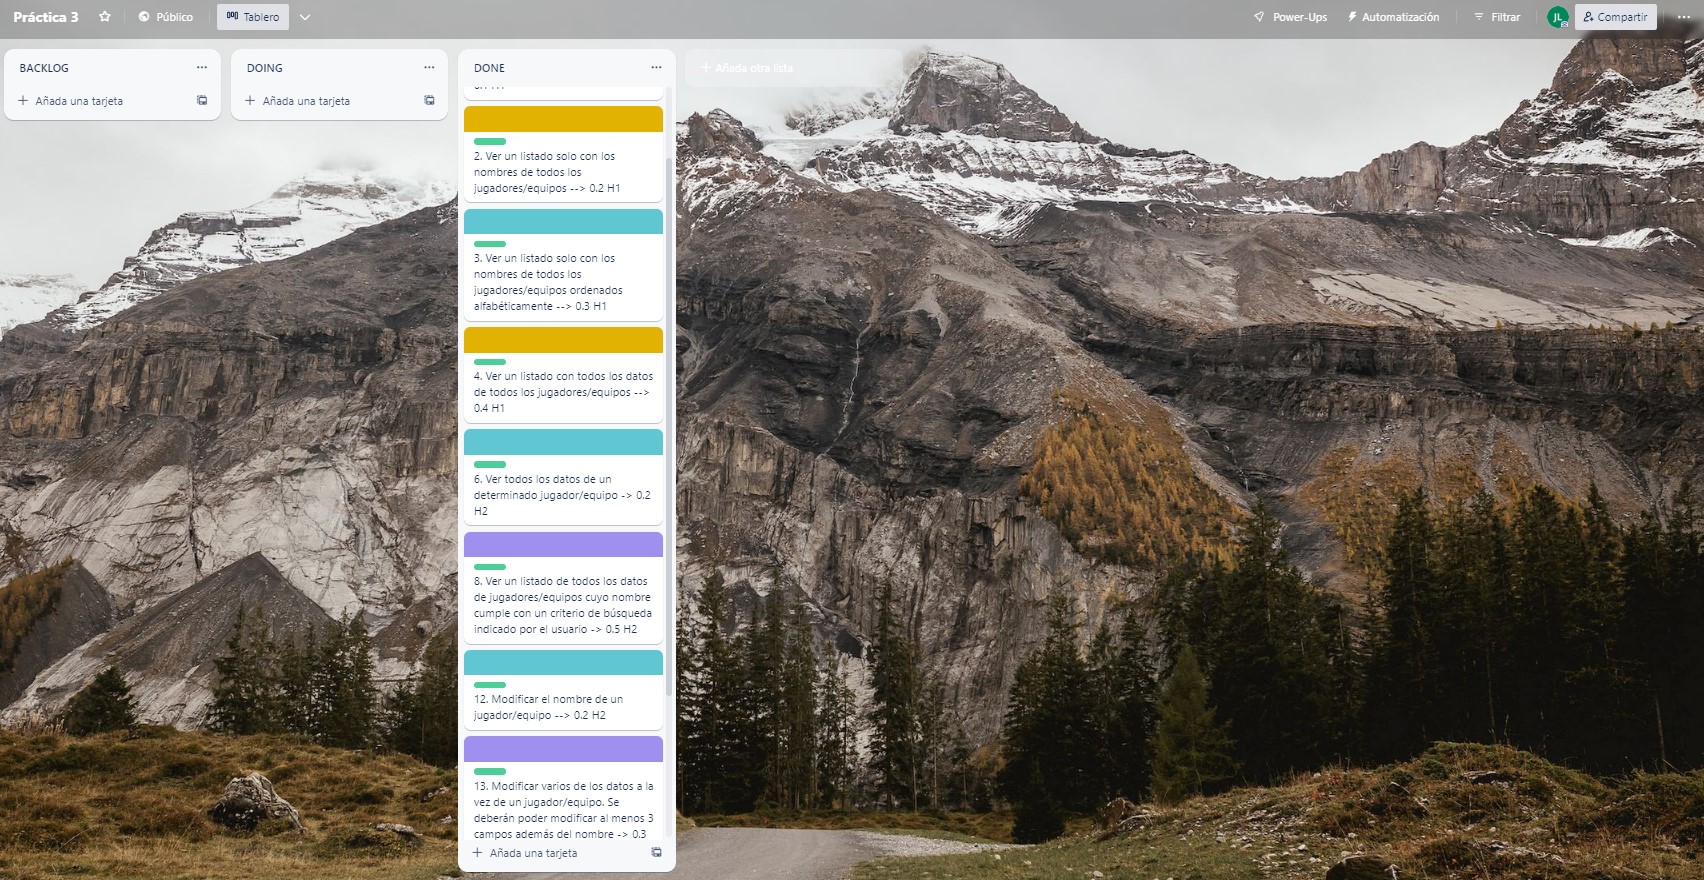 Práctica 3
Público
Tablero
Power-Ups
Automatización
Filtrar
JL
Compartir
BACKLOG
Añada una tarjeta
DOING
Añada una tarjeta
DONE
2. Ver un listado solo con los
nombres de todos los
jugadores/equipos --> 0.2 H1
3. Ver un listado solo con los
nombres de todos los
jugadores/equipos ordenados
alfabéticamente --> 0.3 H1
4. Ver un listado con todos los datos
de todos los jugadores/equipos -->
0.4 H1
6. Ver todos los datos de un
determinado jugador/equipo -> 0.2
H2
8. Ver un listado de todos los datos
de jugadores/equipos cuyo nombre
cumple con un criterio de búsqueda
indicado por el usuario -> 0.5 H2
12. Modificar el nombre de un
jugador/equipo --> 0.2 H2
13. Modificar varios de los datos a la
vez de un jugador/equipo. Se
deberán poder modificar al menos 3
campos además del nombre -> 0.3
Añada una tarjeta
Añada otra lista